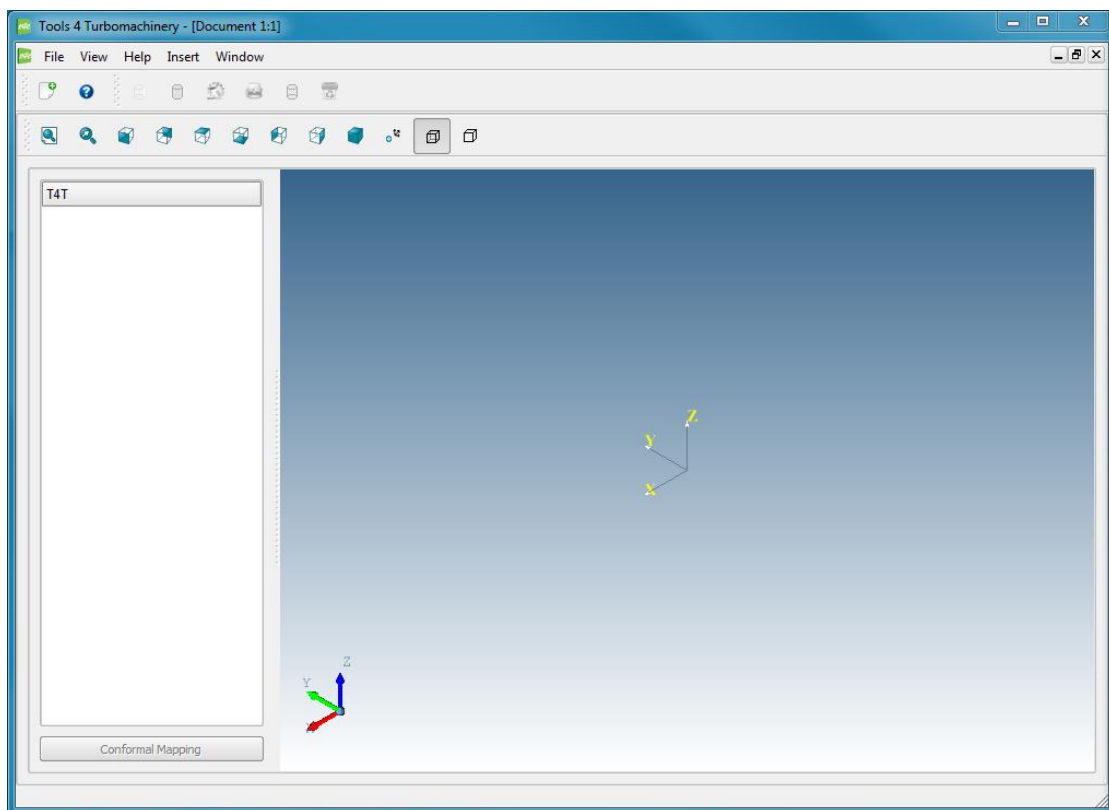 Tools 4 Turbomachinery - [Document 1:1]
File View Help Insert Window
T4T
Z
Y
X
Z
Y
Conformal Mapping